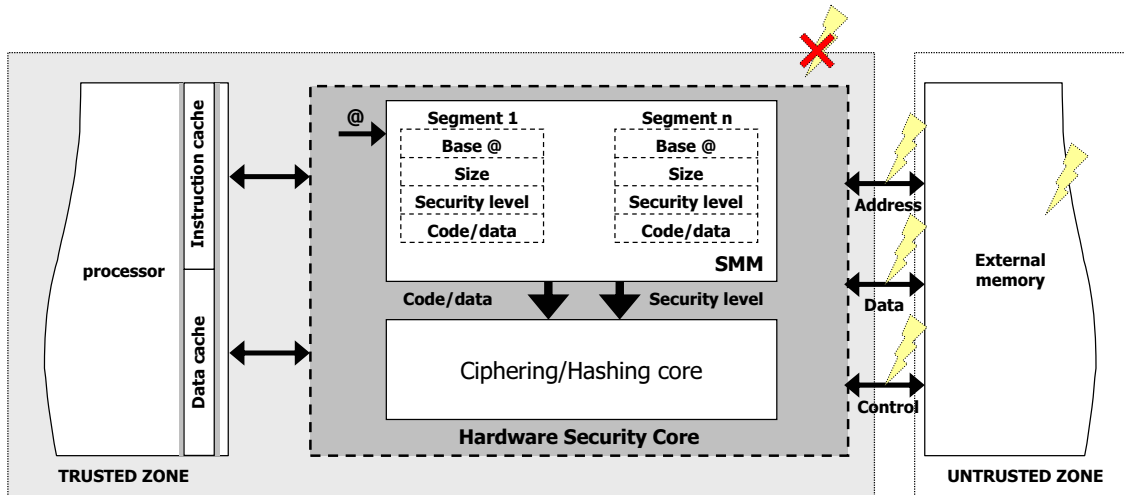 Instruction cache
Data cache
processor
TRUSTED ZONE
@
Segment 1
Base @
Size
Security level
Code/data
Segment n
Base @
Size
Security level
Code/data
SMM
Code/data
Security level
Ciphering/Hashing core
Hardware Security Core
Address
Data
Control
External
memory
UNTRUSTED ZONE